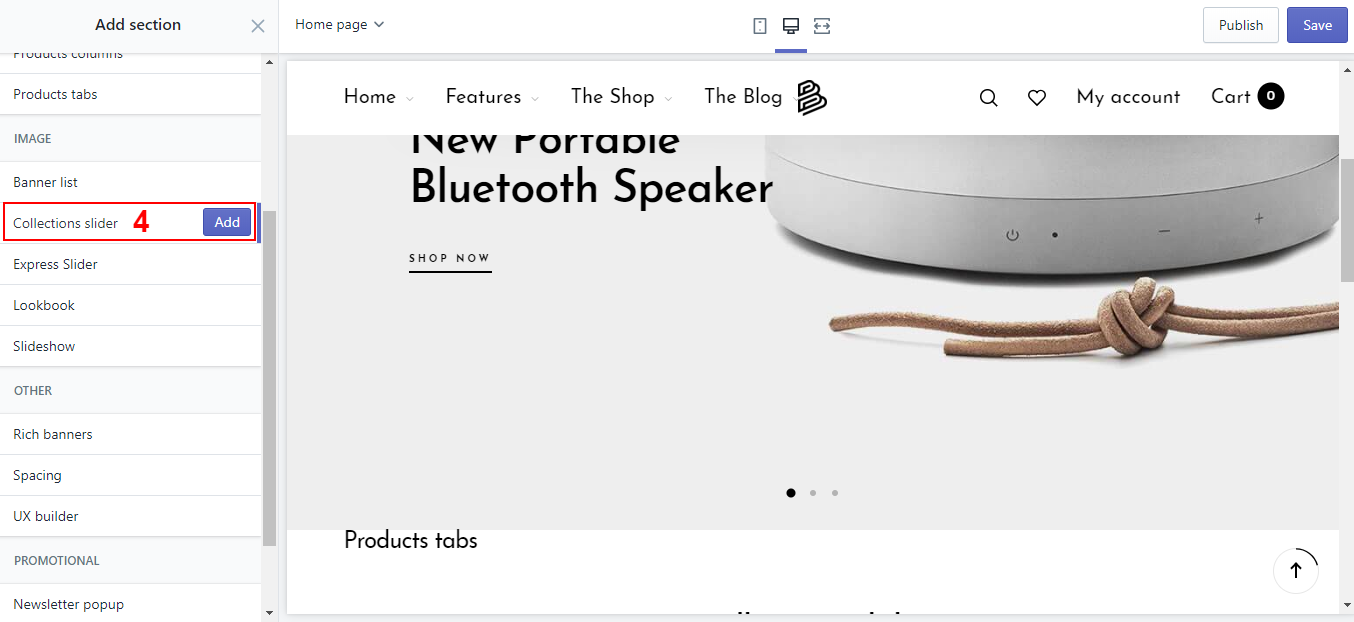 Add section
Home page
Publish
Save
Products columns
Products tabs
IMAGE
Banner list
Collections slider 4 Add
Express Slider
Lookbook
Slideshow
OTHER
Rich banners
Spacing
UX builder
PROMOTIONAL
Newsletter popup
Home Features The Shop The Blog My account Cart 0
New Portable
Bluetooth Speaker
SHOP NOW
Products tabs